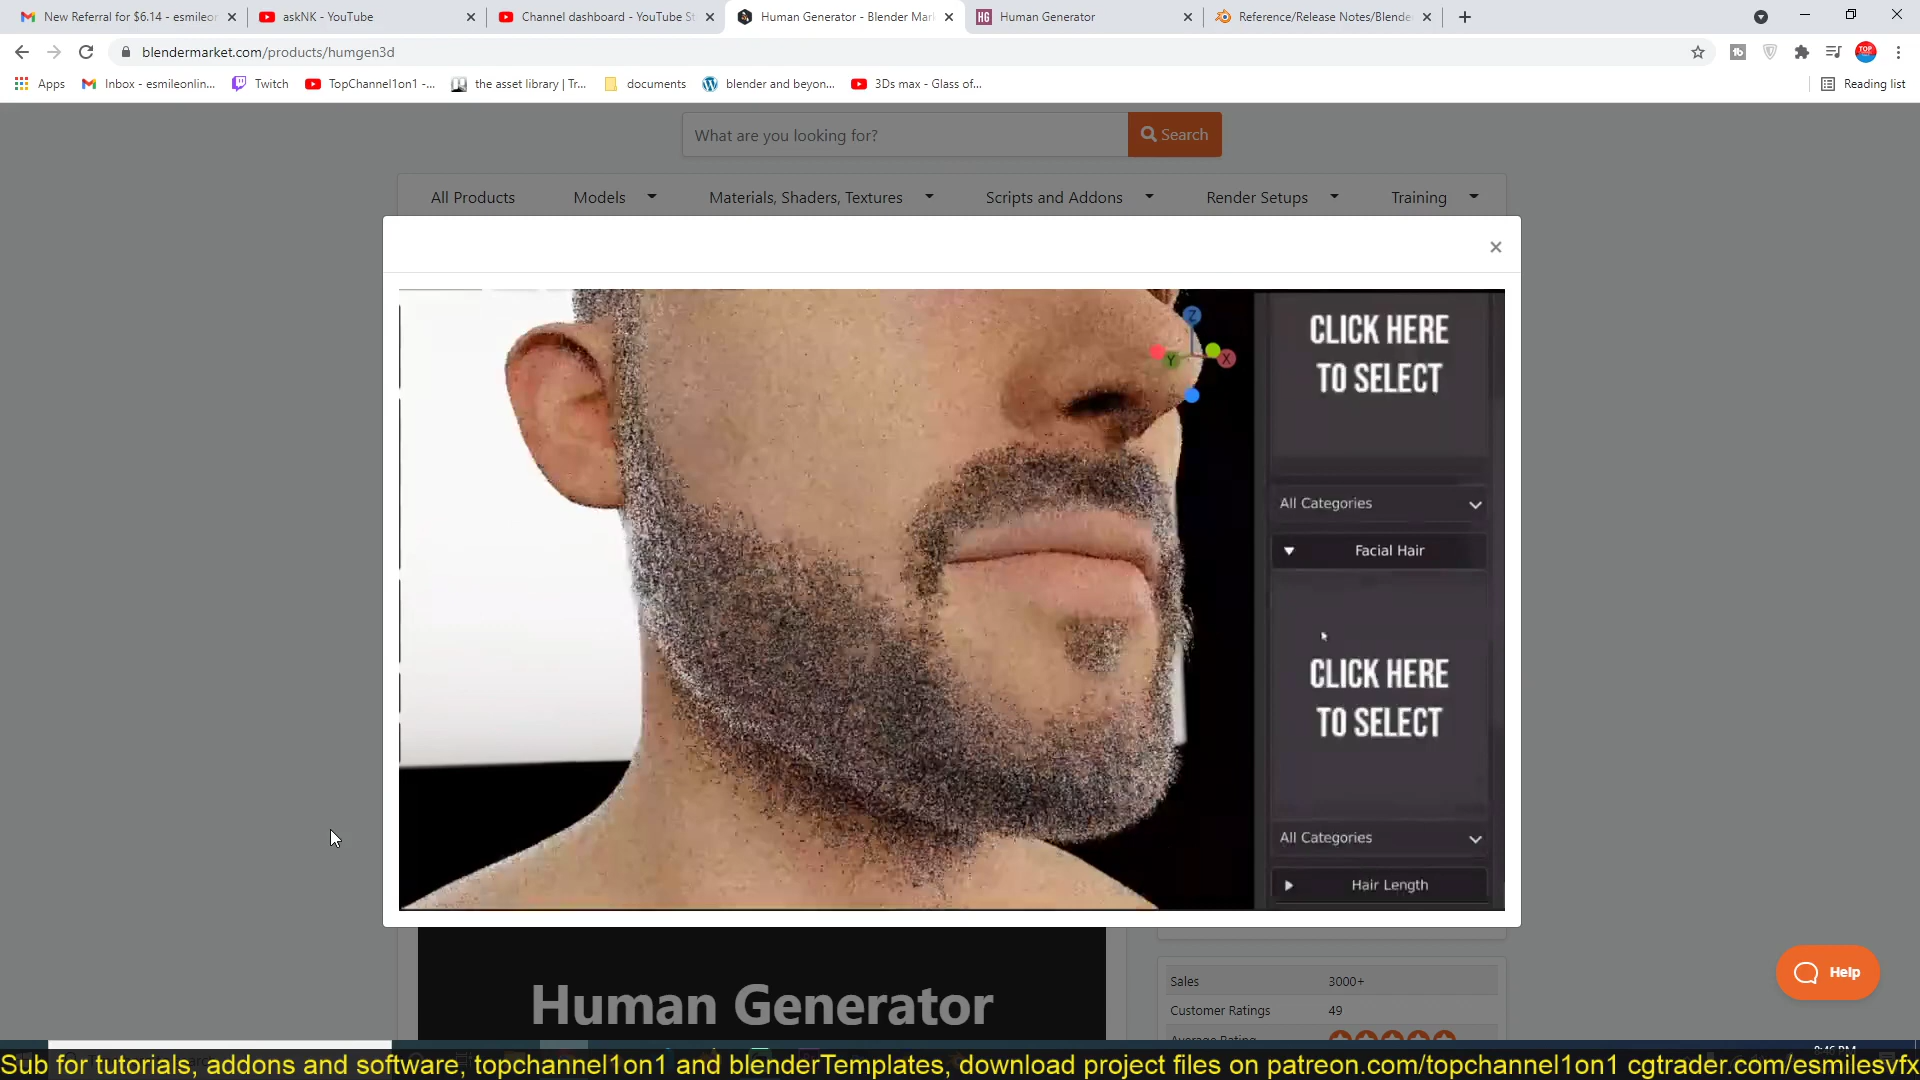 New Referral for $6.14 - esmileor
askNK - YouTube
Channel dashboard - YouTube St
Human Generator - Blender Mar
Human Generator
Reference/Release Notes/Blende
blendermarket.com/products/humgen3d
Apps
Inbox - esmileonlin...
Twitch
TopChannel1on1 -...
the asset library | Tr...
documents
blender and beyon...
3Ds max - Glass of...
Reading list
What are you looking for?
Search
All Products
Models
Materials, Shaders, Textures
Scripts and Addons
Render Setups
Training
Z
Y
X
CLICK HERE
TO SELECT
All Categories
Facial Hair
CLICK HERE
TO SELECT
All Categories
Hair Length
Human Generator
Sales 3000+
Customer Ratings 49
Average Rating
Help
Sub for tutorials, addons and software, topchannel1on1 and blenderTemplates, download project files on patreon.com/topchannel1on1 cgtrader.com/esmilesvfx